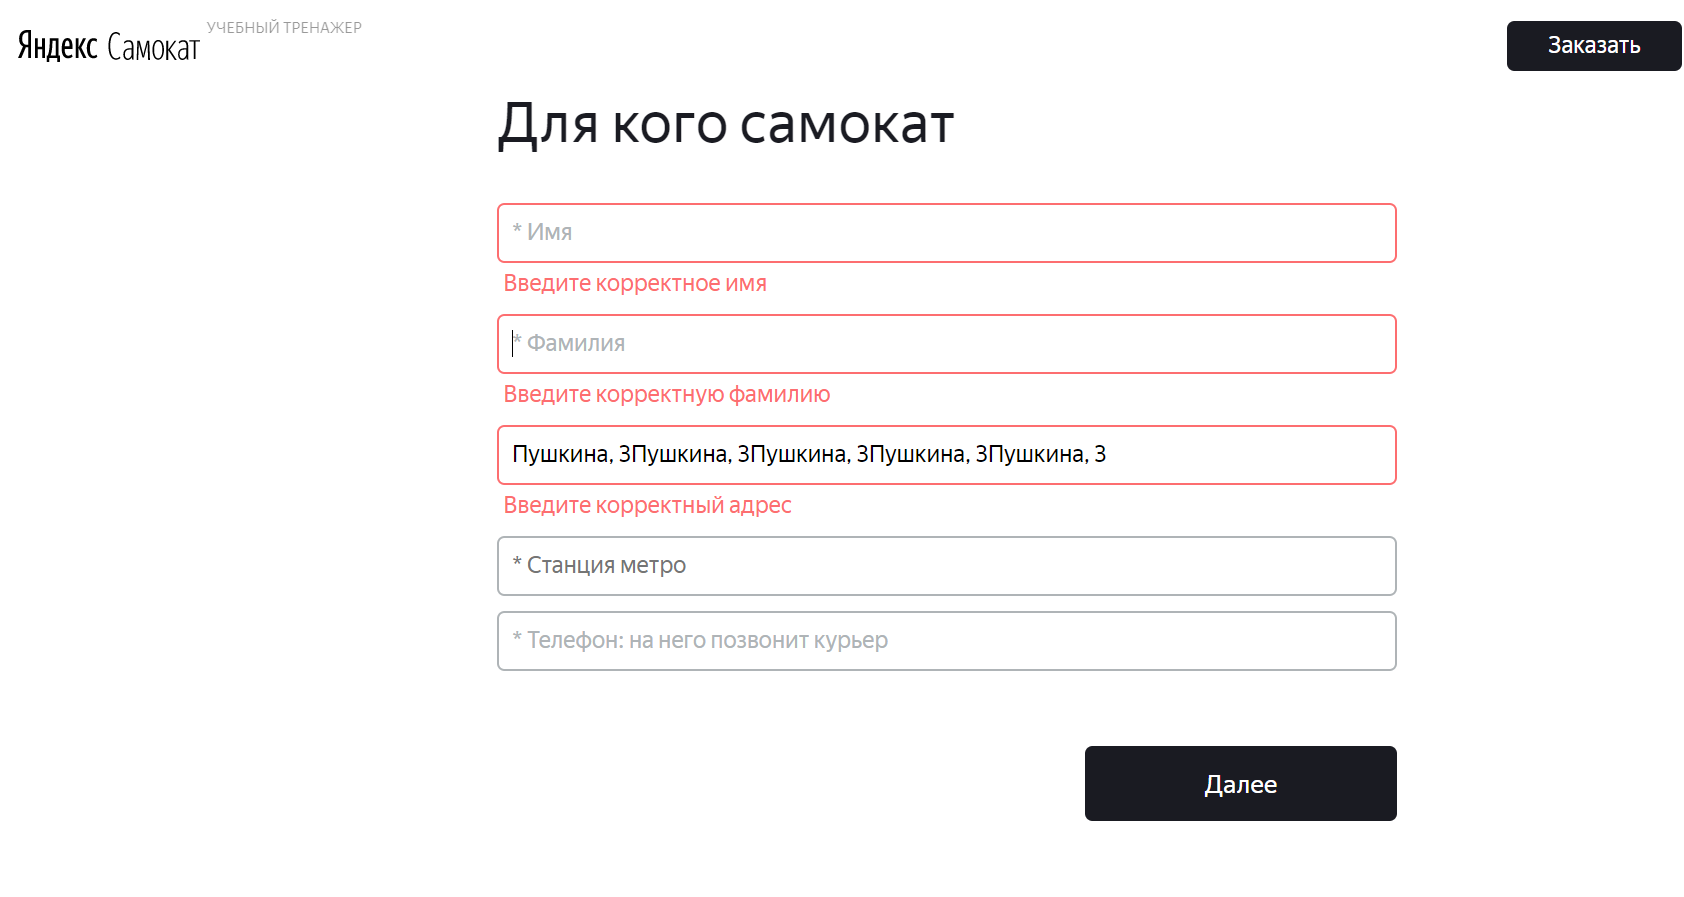 Яндекс Самокат
УЧЕБНЫЙ ТРЕНАЖЕР
Заказать
Для кого самокат
* Имя
Введите корректное имя
* Фамилия
Введите корректную фамилию
Пушкина, 3Пушкина, 3Пушкина, 3Пушкина, 3Пушкина, 3
Введите корректный адрес
* Станция метро
* Телефон: на него позвонит курьер
Далее